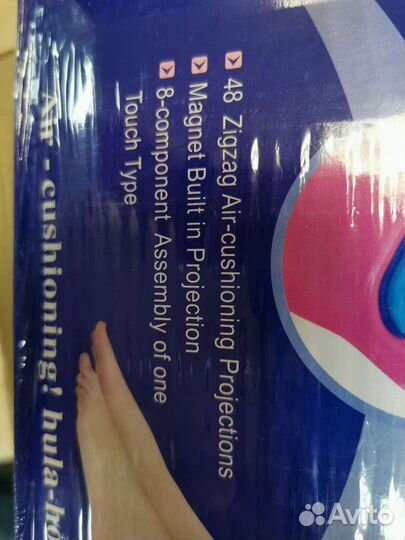 48 Zigzag Air-cushioning Projections
Magnet Built in Projection
8-component Assembly of one
Touch Type
Air - cushioning! hula-ho
Avito